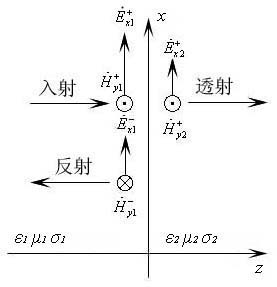 Ė⁺ₓ₁ x
Ė⁺ₓ₂
入射 Ḣ⁺ᵧ₁ 透射
Ė⁻ₓ₁ Ḣ⁺ᵧ₂
反射
Ḣ⁻ᵧ₁
ε₁ μ₁ σ₁ ε₂ μ₂ σ₂
z